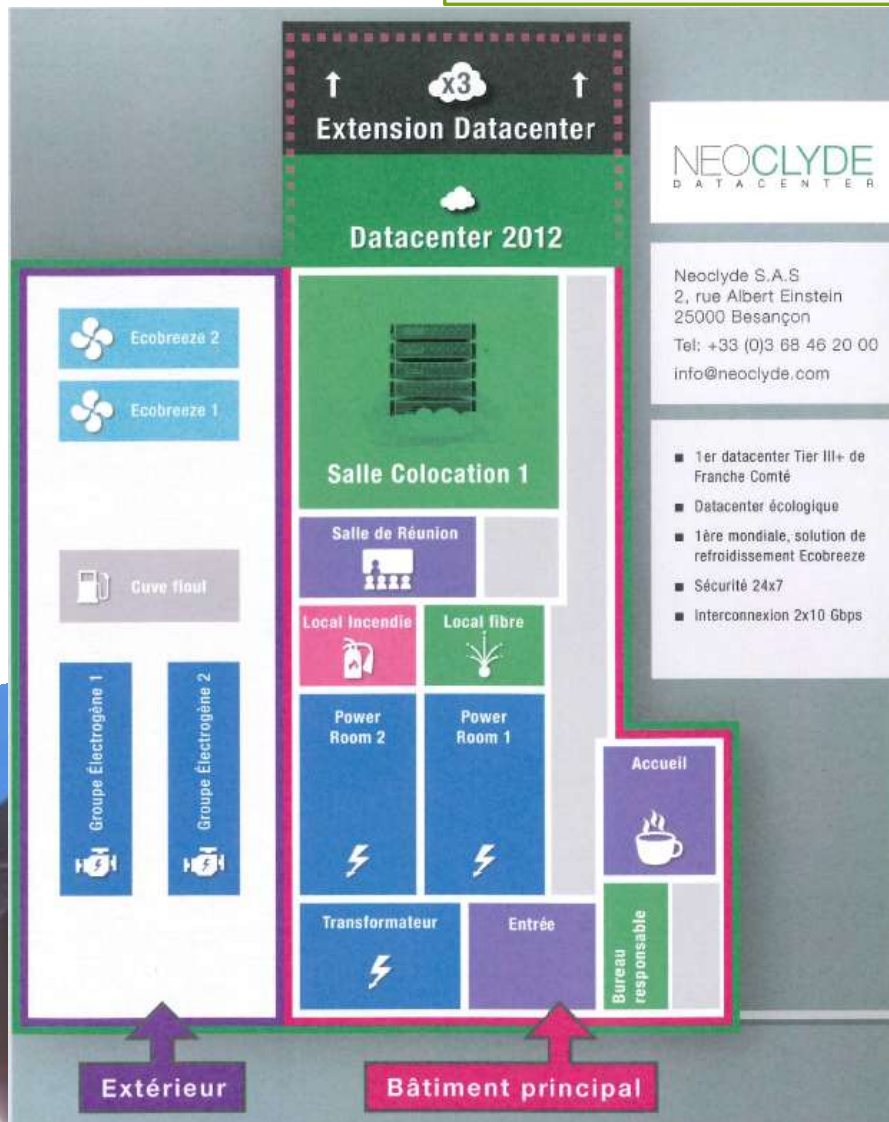 x3
Extension Datacenter
Datacenter 2012
NEOCLYDE
DATACENTER
Neoclyde S.A.S
2, rue Albert Einstein
25000 Besançon
Tel: +33 (0)3 68 46 20 00
info@neoclyde.com
1er datacenter Tier III+ de
Franche Comté
Datacenter écologique
1ère mondiale, solution de
refroidissement Ecobreeze
Sécurité 24x7
Interconnexion 2x10 Gbps
Ecobreeze 2
Ecobreeze 1
Cuve fioul
Groupe Électrogène 1
Groupe Électrogène 2
Salle Colocation 1
Salle de Réunion
Local Incendie
Local fibre
Power
Room 2
Power
Room 1
Accueil
Transformateur
Entrée
Bureau
responsable
Extérieur
Bâtiment principal